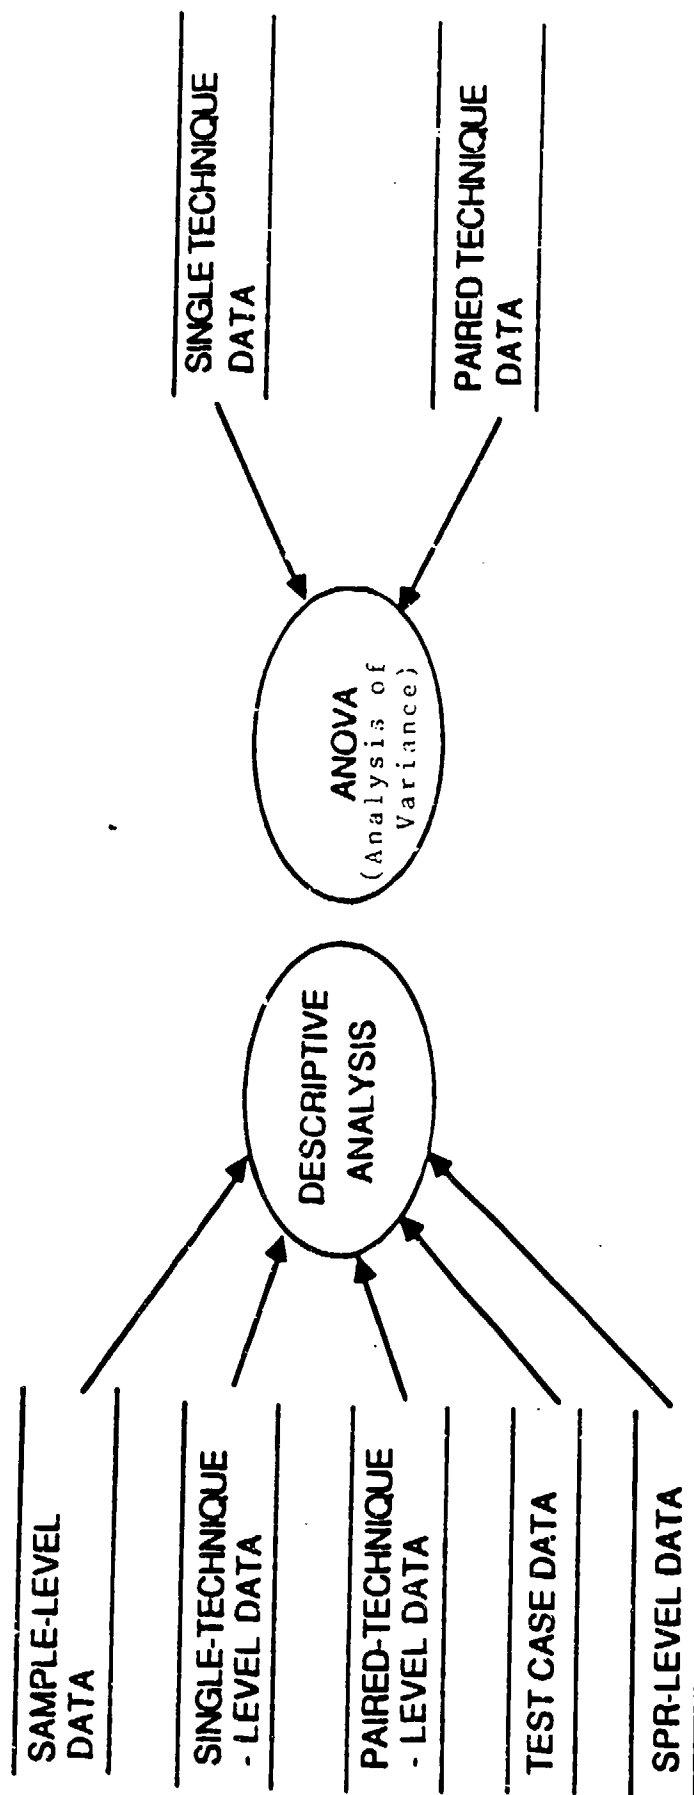 SAMPLE-LEVEL
DATA
SINGLE-TECHNIQUE
- LEVEL DATA
PAIRED-TECHNIQUE
- LEVEL DATA
TEST CASE DATA
SPR-LEVEL DATA
DESCRIPTIVE
ANALYSIS
ANOVA
(Analysis of
Variance)
SINGLE TECHNIQUE
DATA
PAIRED TECHNIQUE
DATA